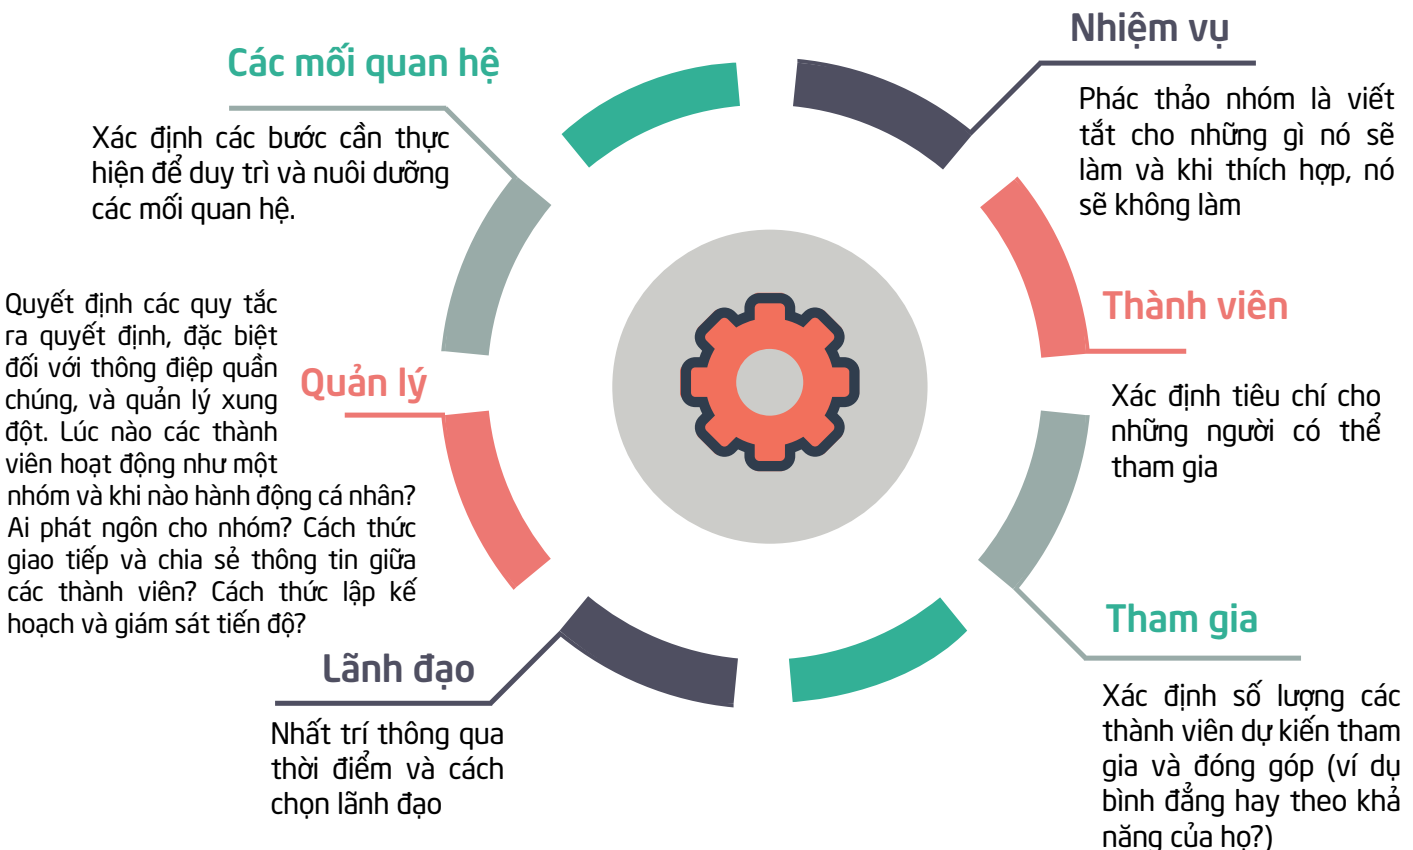 Các mối quan hệ
Xác định các bước cần thực
hiện để duy trì và nuôi dưỡng
các mối quan hệ.
Nhiệm vụ
Phác thảo nhóm là viết
tắt cho những gì nó sẽ
làm và khi thích hợp, nó
sẽ không làm
Thành viên
Xác định tiêu chí cho
những người có thể
tham gia
Quản lý
Quyết định các quy tắc
ra quyết định, đặc biệt
đối với thông điệp quần
chúng, và quản lý xung
đột. Lúc nào các thành
viên hoạt động như một
nhóm và khi nào hành động cá nhân?
Ai phát ngôn cho nhóm? Cách thức
giao tiếp và chia sẻ thông tin giữa
các thành viên? Cách thức lập kế
hoạch và giám sát tiến độ?
Tham gia
Xác định số lượng các
thành viên dự kiến tham
gia và đóng góp (ví dụ
bình đẳng hay theo khả
năng của họ?)
Lãnh đạo
Nhất trí thông qua
thời điểm và cách
chọn lãnh đạo